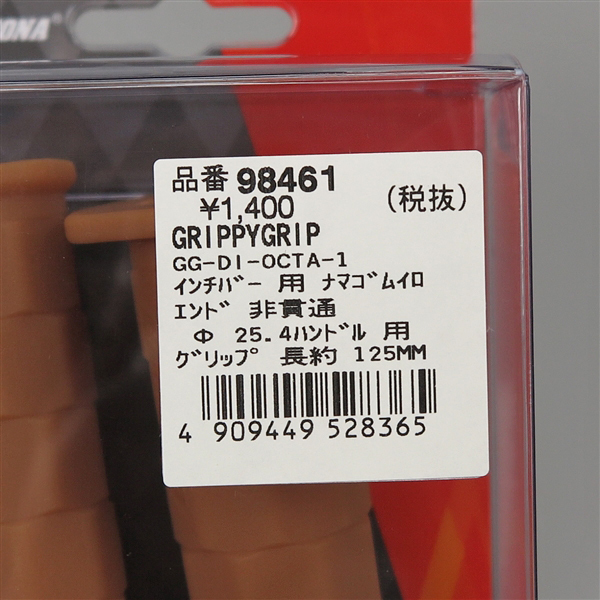 ONA
品番 98461
¥1,400 (税抜)
GRIPPYGRIP
GG-DI-OCTA-1
ｲﾝﾁﾊﾞｰ 用 ﾅﾏｺﾞﾑｲﾛ
ｴﾝﾄﾞ 非貫通
Φ 25.4ﾊﾝﾄﾞﾙ 用
ｸﾞﾘｯﾌﾟ 長約 125MM
4 909449 528365